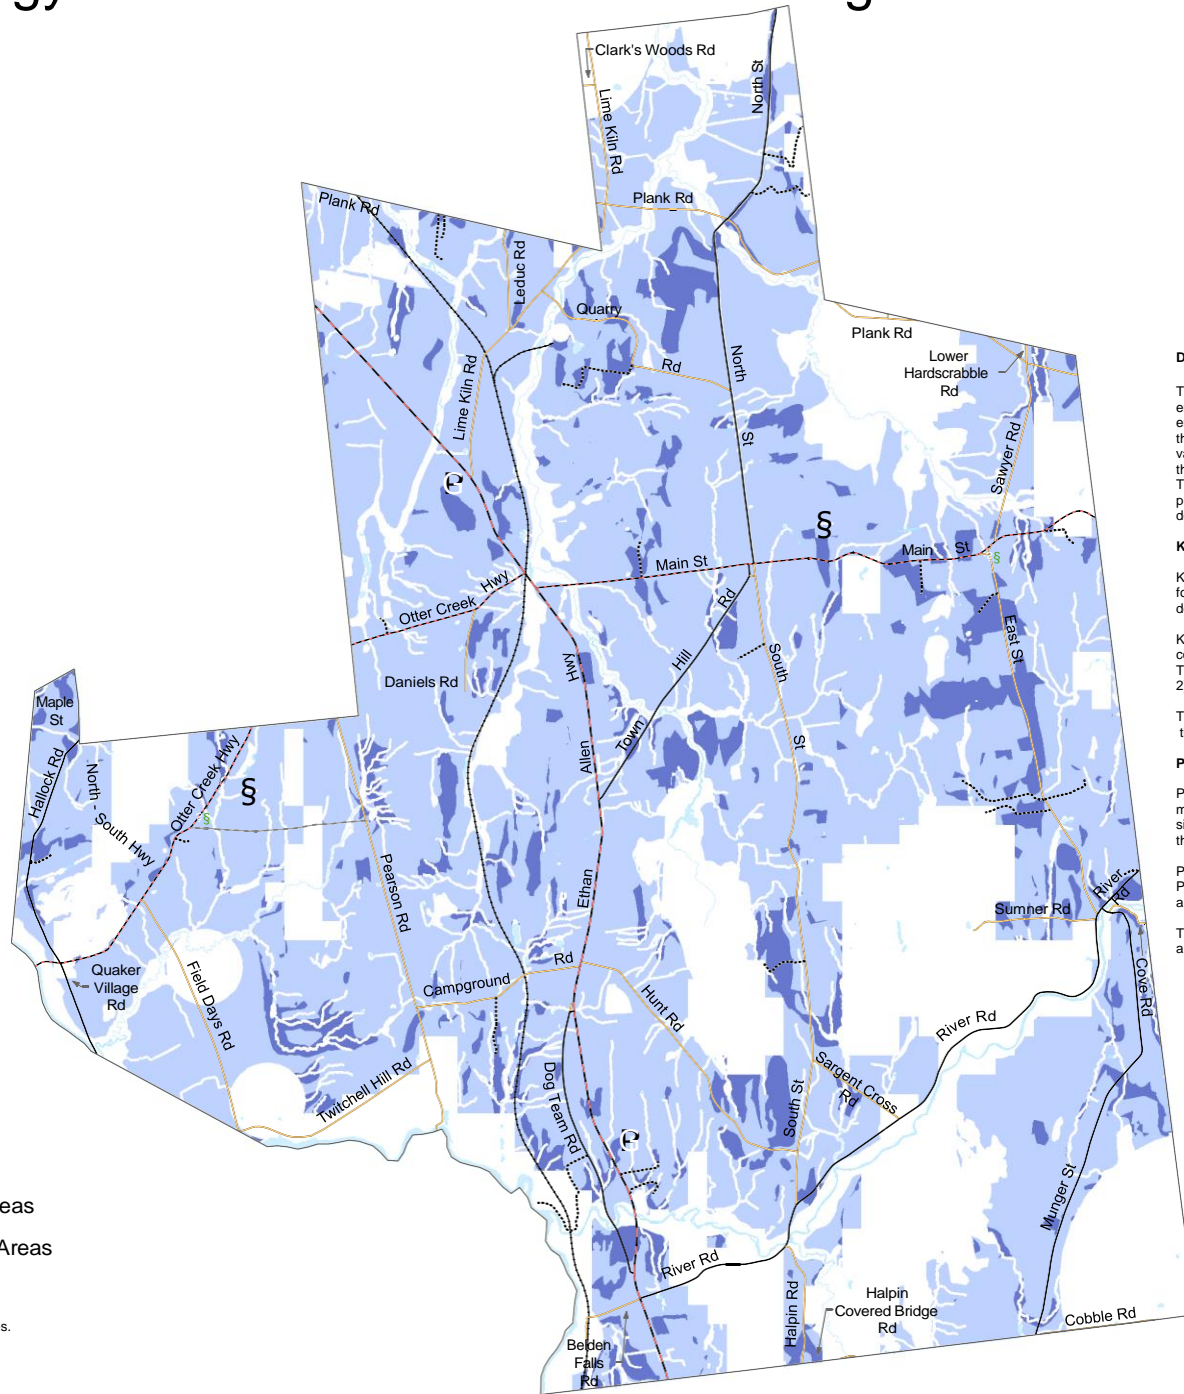 Clark's Woods Rd
North St
Lime Kiln Rd
Plank Rd
Plank Rd
Leduc Rd
Quarry
Rd
Plank Rd
Lower
Hardscrabble
Rd
North
St
Lime Kiln Rd
Sawyer Rd
§
Main St
Main St
§
Otter Creek Hwy
Rd
Hill
Town
South
St
East St
Hwy
Allen
Ethan
Daniels Rd
Maple
St
Hallock Rd
North - South Hwy
Otter Creek Hwy
§
§
Pearson Rd
Sumner Rd
River
Rd
Cove Rd
Quaker
Village
Rd
Field Days Rd
Campground
Rd
Hunt Rd
River Rd
Twitchell Hill Rd
Dog Team Rd
South St
Sargent Cross
Rd
Munger St
River Rd
Halpin Rd
Halpin
Covered Bridge
Rd
Cobble Rd
Belden
Falls
Rd
eas
Areas
s.